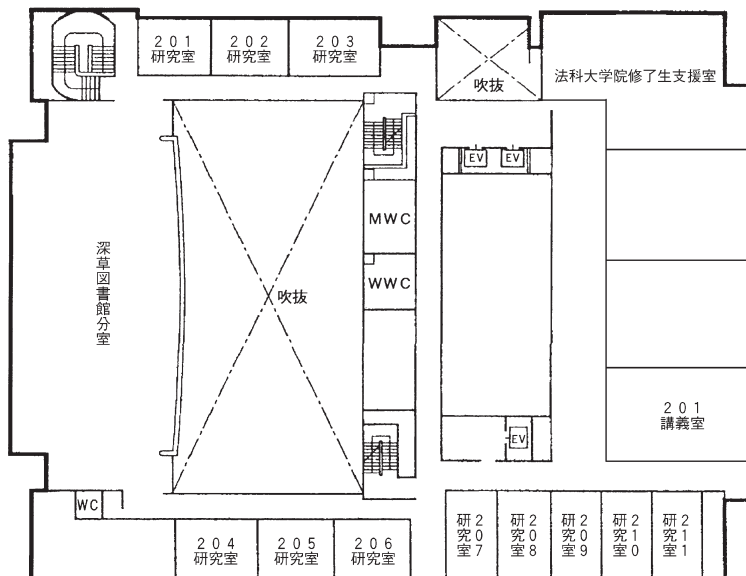 ２０１
研究室
２０２
研究室
２０３
研究室
吹抜
法科大学院修了生支援室
EV
EV
MWC
WWC
吹抜
深草図書館分室
２０１
講義室
EV
WC
２０４
研究室
２０５
研究室
２０６
研究室
研究室２０７
研究室２０８
研究室２０９
研究室２１０
研究室２１１